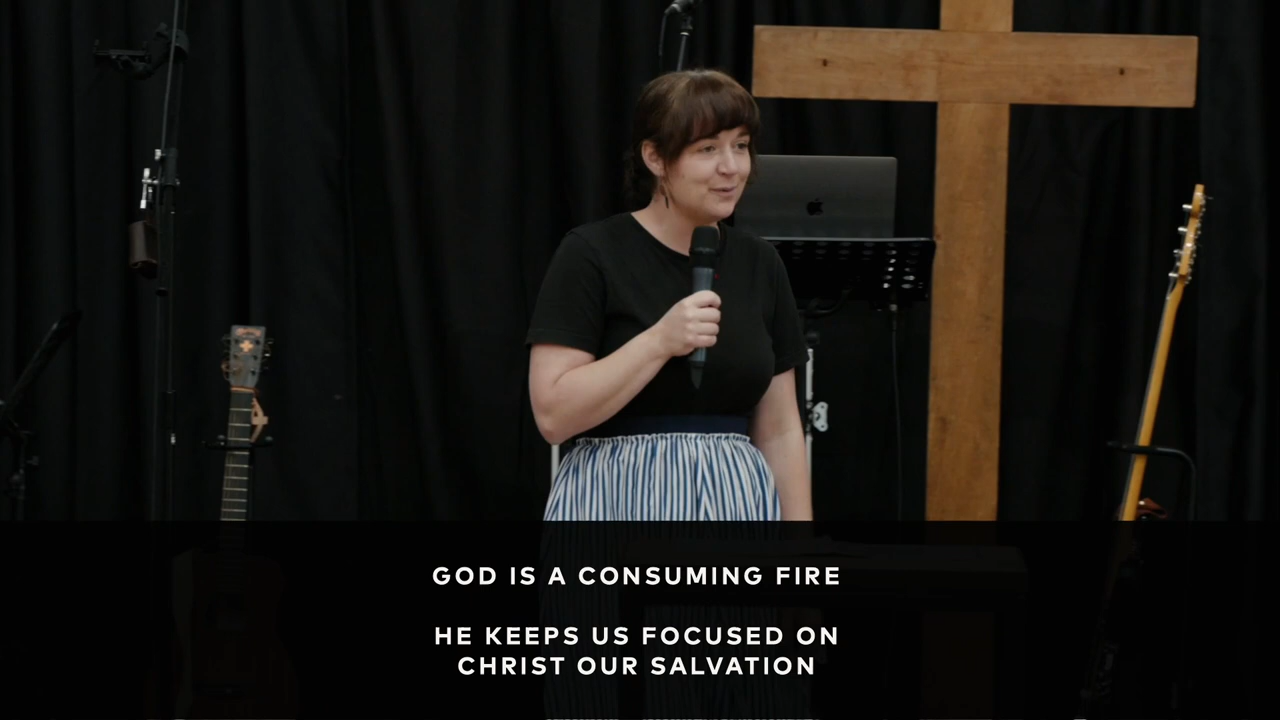 GOD IS A CONSUMING FIRE
HE KEEPS US FOCUSED ON
CHRIST OUR SALVATION